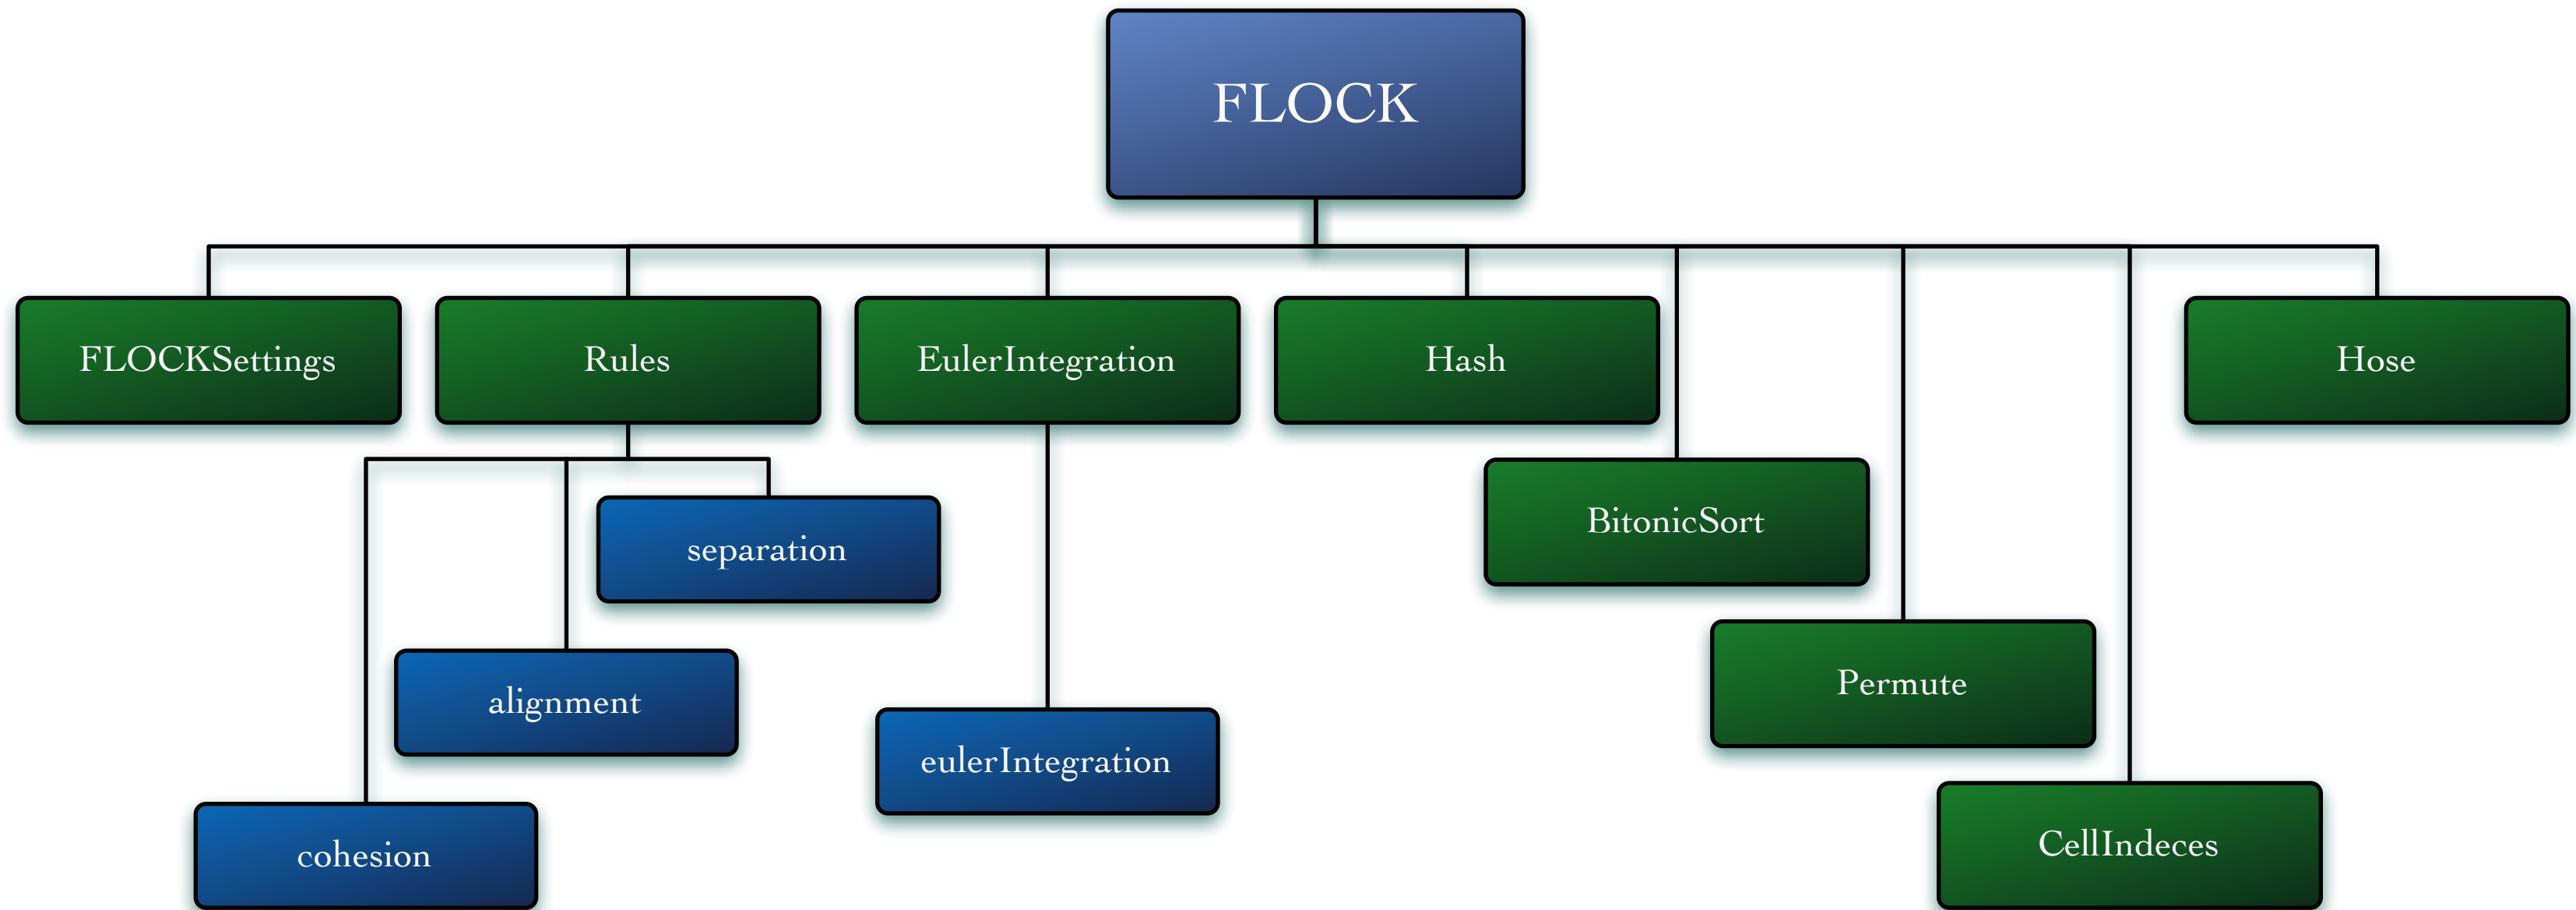 FLOCK
FLOCKSettings
Rules
EulerIntegration
Hash
Hose
BitonicSort
separation
Permute
alignment
eulerIntegration
CellIndeces
cohesion